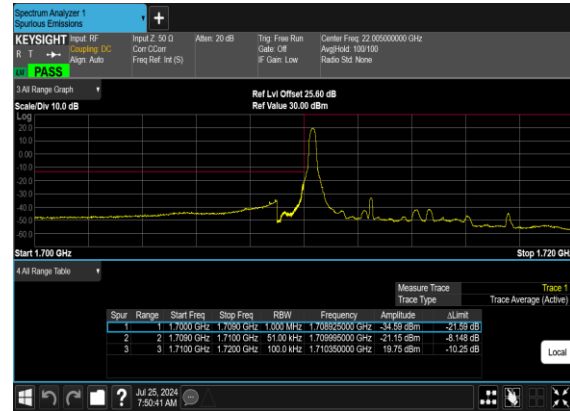 Spectrum Analyzer 1
Spurious Emissions
+
KEYSIGHT Input: RF Input Z: 50 Ω Atten: 20 dB Trig: Free Run Center Freq: 22.005000000 GHz
R T Coupling: DC Corr CCorr Gate: Off Avg|Hold: 100/100
Align: Auto Freq Ref: Int (S) IF Gain: Low Radio Std: None
PASS
3 All Range Graph
Ref Lvl Offset 25.60 dB
Scale/Div 10.0 dB Ref Value 30.00 dBm
Log
20.0
10.0
0.00
-10.0
-20.0
-30.0
-40.0
-50.0
-60.0
Start 1.700 GHz Stop 1.720 GHz
4 All Range Table
Measure Trace Trace 1
Trace Type Trace Average (Active)
Spur Range Start Freq Stop Freq RBW Frequency Amplitude ΔLimit
1 1 1.7000 GHz 1.7090 GHz 1.000 MHz 1.708925000 GHz -34.59 dBm -21.59 dB
2 2 1.7090 GHz 1.7100 GHz 51.00 kHz 1.709995000 GHz -21.15 dBm -8.148 dB
3 3 1.7100 GHz 1.7200 GHz 100.0 kHz 1.710350000 GHz 19.75 dBm -10.25 dB
Local
?
Jul 25, 2024
7:50:41 AM